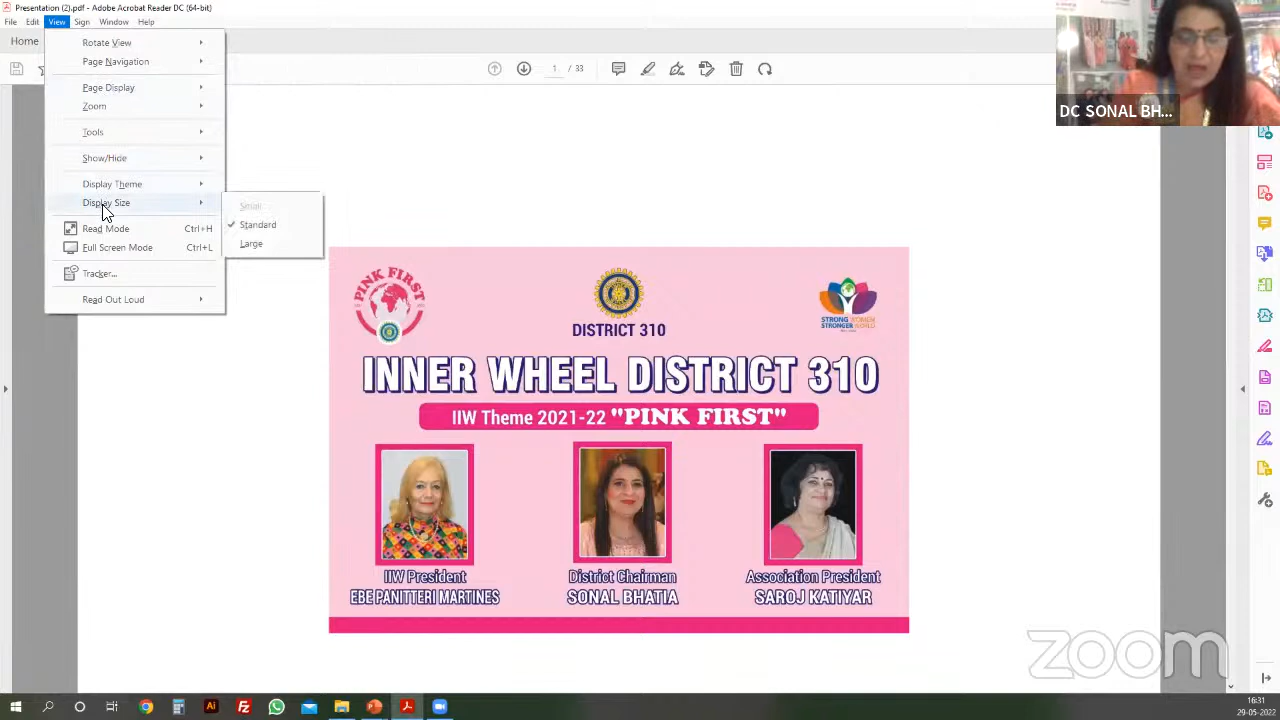 Presentation (2).pdf - Adobe Acrobat Reader DC (64-bit)
File Edit View Sign Window Help
Home
1 / 33
Rotate View
Page Navigation
Page Display
Zoom
Tools
Show/Hide
Display Theme
Display Size
Read Mode Ctrl+H
Full Screen Mode Ctrl+L
Tracker...
Read Out Loud
Small
Standard
Large
DC SONAL BH...
PINK FIRST
DISTRICT 310
STRONG WOMEN
STRONGER WORLD
INNER WHEEL DISTRICT 310
IIW Theme 2021-22 "PINK FIRST"
IIW President
EBE PANITTERI MARTINES
District Chairman
SONAL BHATIA
Association President
SAROJ KATIYAR
zoom
Ai
16:31
29-05-2022